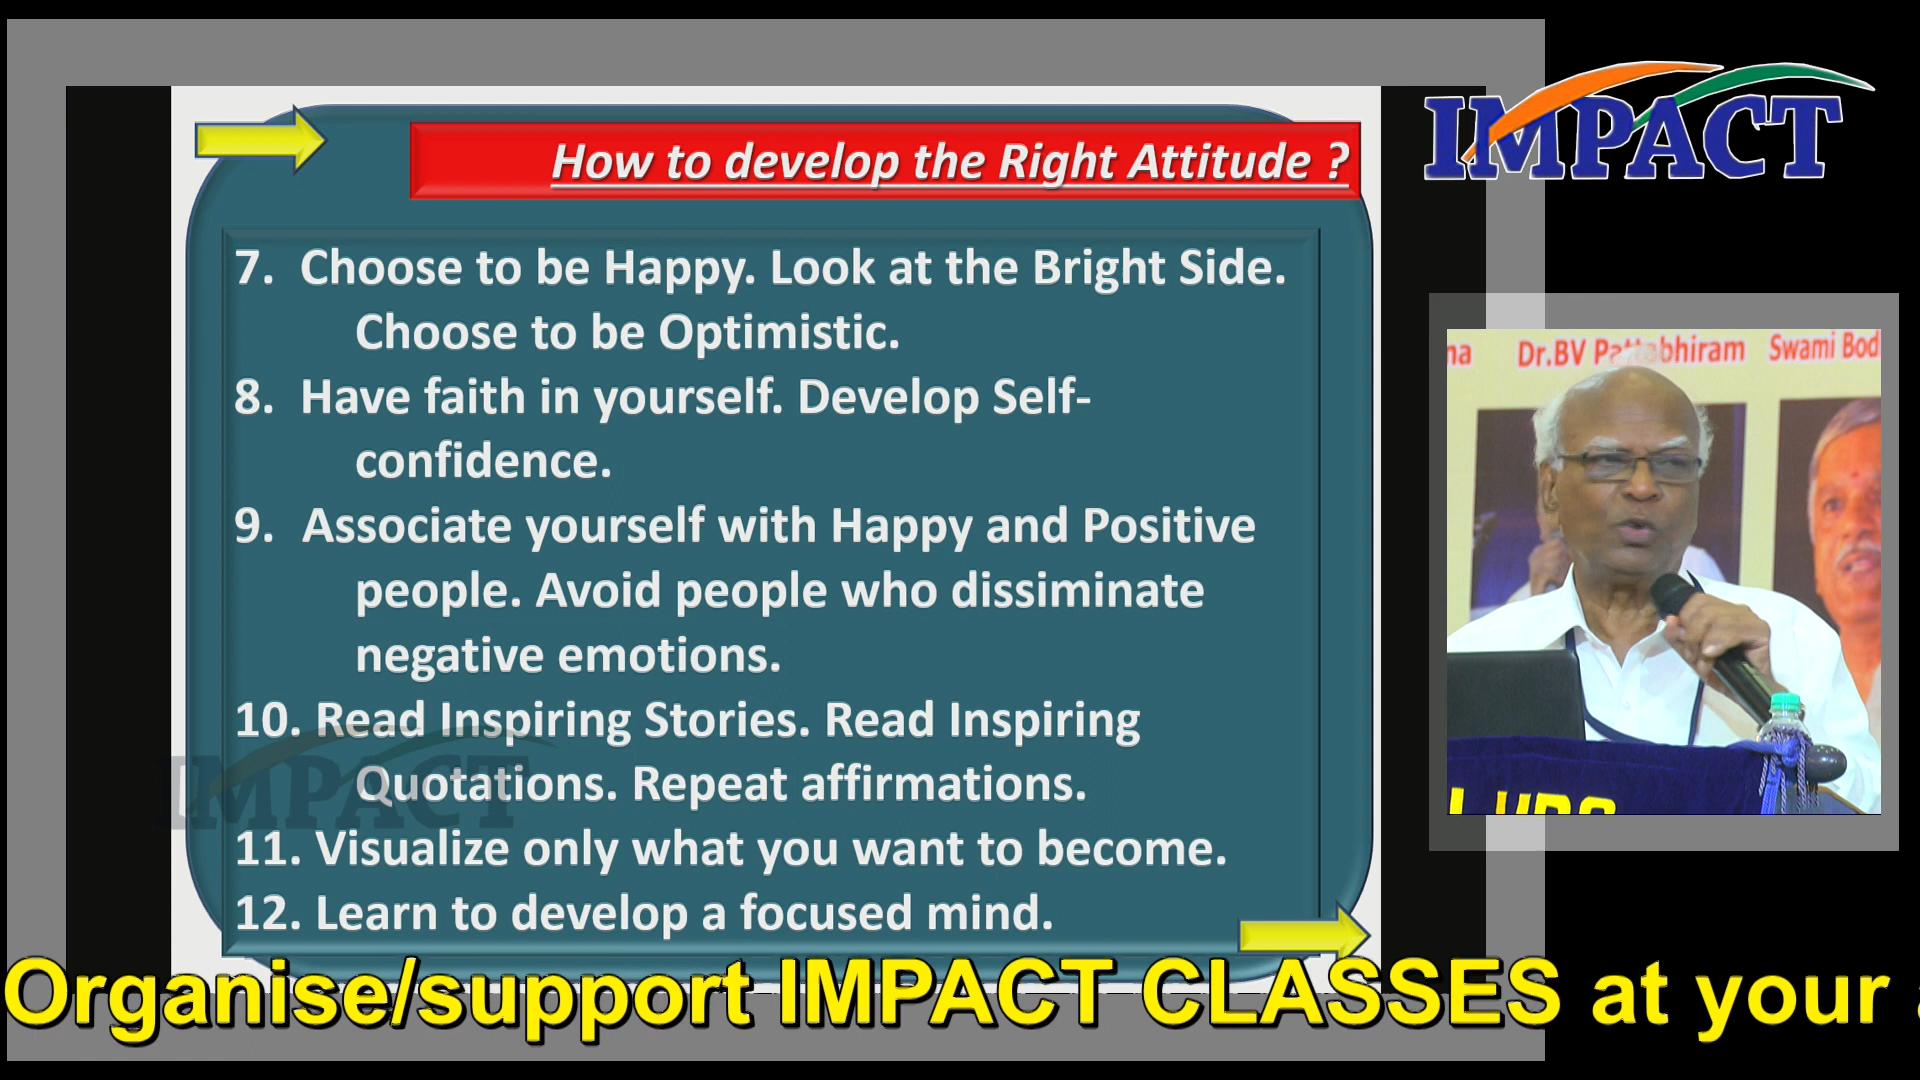 How to develop the Right Attitude ?
7. Choose to be Happy. Look at the Bright Side.
Choose to be Optimistic.
8. Have faith in yourself. Develop Self-
confidence.
9. Associate yourself with Happy and Positive
people. Avoid people who dissiminate
negative emotions.
10. Read Inspiring Stories. Read Inspiring
Quotations. Repeat affirmations.
11. Visualize only what you want to become.
12. Learn to develop a focused mind.
IMPACT
IMPACT
Dr.BV Pattabhiram Swami Bod
Organise/support IMPACT CLASSES at your